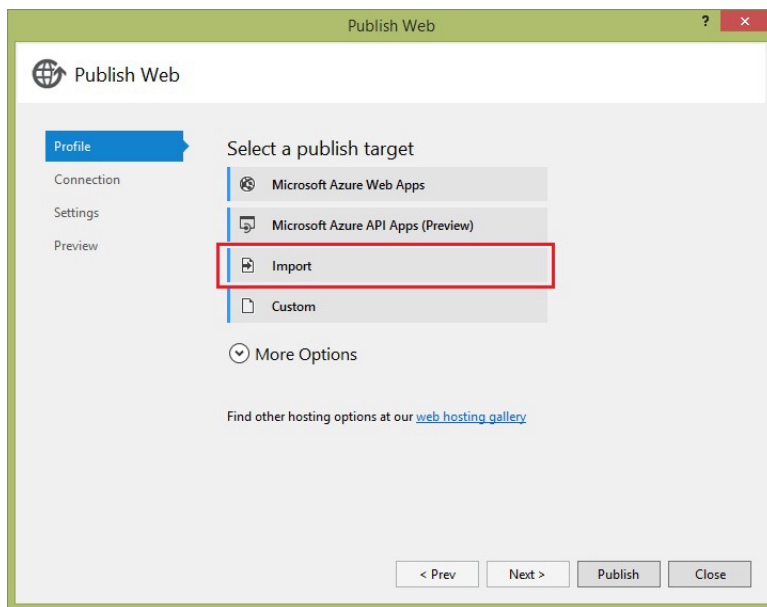 Publish Web
?
Publish Web
Profile
Connection
Settings
Preview
Select a publish target
Microsoft Azure Web Apps
Microsoft Azure API Apps (Preview)
Import
Custom
More Options
Find other hosting options at our web hosting gallery
< Prev
Next >
Publish
Close